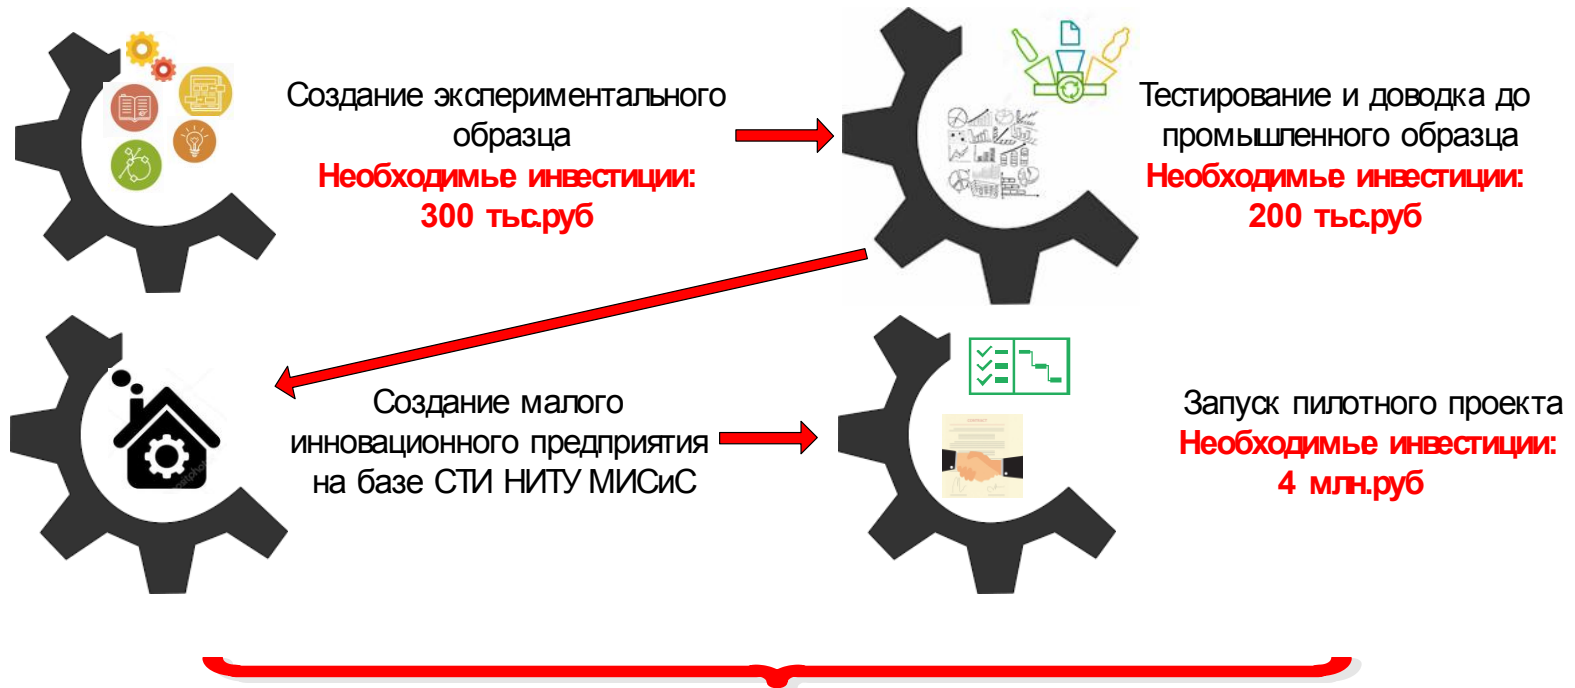 Создание экспериментального
образца
Необходимые инвестиции:
300 тыс.руб
Тестирование и доводка до
промышленного образца
Необходимые инвестиции:
200 тыс.руб
Создание малого
инновационного предприятия
на базе СТИ НИТУ МИСиС
Запуск пилотного проекта
Необходимые инвестиции:
4 млн.руб